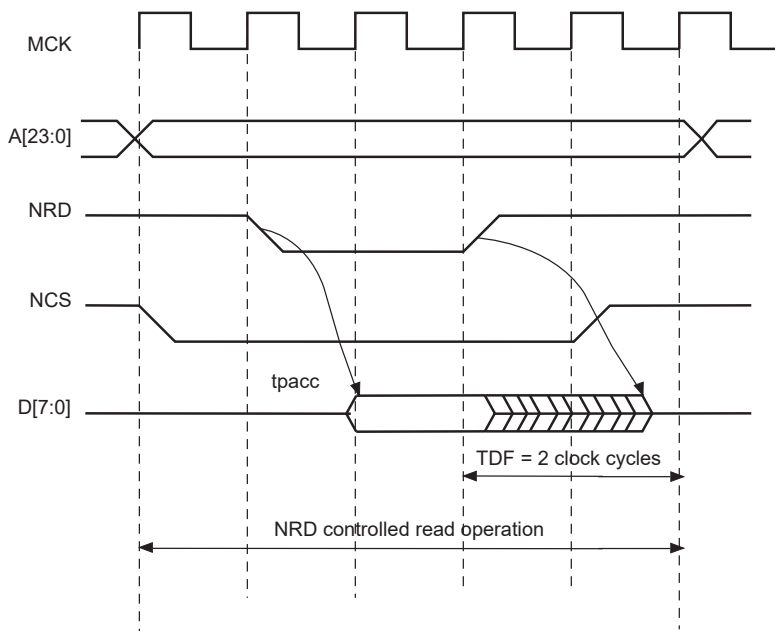 MCK
A[23:0]
NRD
NCS
tpacc
D[7:0]
TDF = 2 clock cycles
NRD controlled read operation